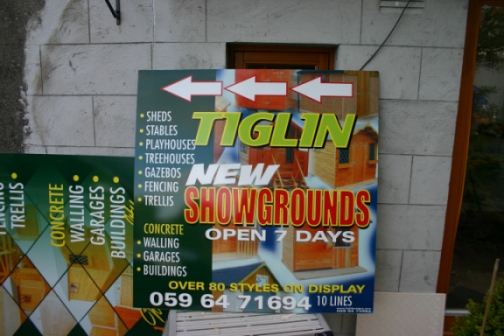 TIGLIN
NEW
SHOWGROUNDS
OPEN 7 DAYS
• SHEDS
• STABLES
• PLAYHOUSES
• TREEHOUSES
• GAZEBOS
• FENCING
• TRELLIS
CONCRETE
• WALLING
• GARAGES
• BUILDINGS
OVER 80 STYLES ON DISPLAY
059 64 71694 10 LINES
• TRELLIS
CONCRETE
• WALLING
• GARAGES
• BUILDINGS